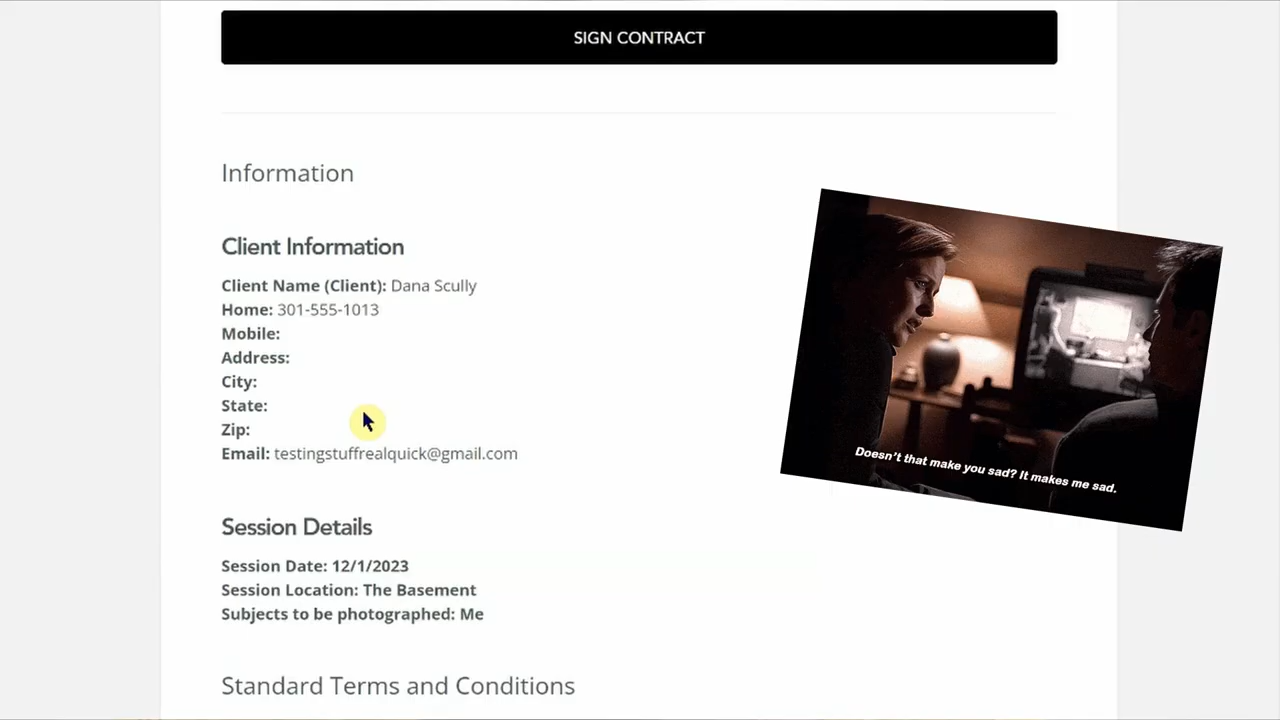 SIGN CONTRACT
Information
Client Information
Client Name (Client): Dana Scully
Home: 301-555-1013
Mobile:
Address:
City:
State:
Zip:
Email: testingstuffrealquick@gmail.com
Doesn't that make you sad? It makes me sad.
Session Details
Session Date: 12/1/2023
Session Location: The Basement
Subjects to be photographed: Me
Standard Terms and Conditions